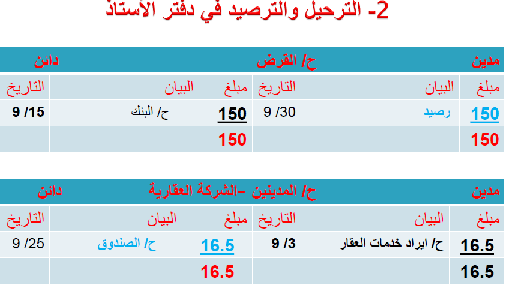 2- الترحيل والترصيد في دفتر الأستاذ
مدين ح/ القرض دائن
مبلغ البيان التاريخ مبلغ البيان التاريخ
150 رصيد 30/ 9 150 ح/ البنك 15/ 9
150 150
مدين ح/ المدينين –الشركة العقارية دائن
مبلغ البيان التاريخ مبلغ البيان التاريخ
16.5 ح/ ايراد خدمات العقار 3/ 9 16.5 ح/ الصندوق 25/ 9
16.5 16.5